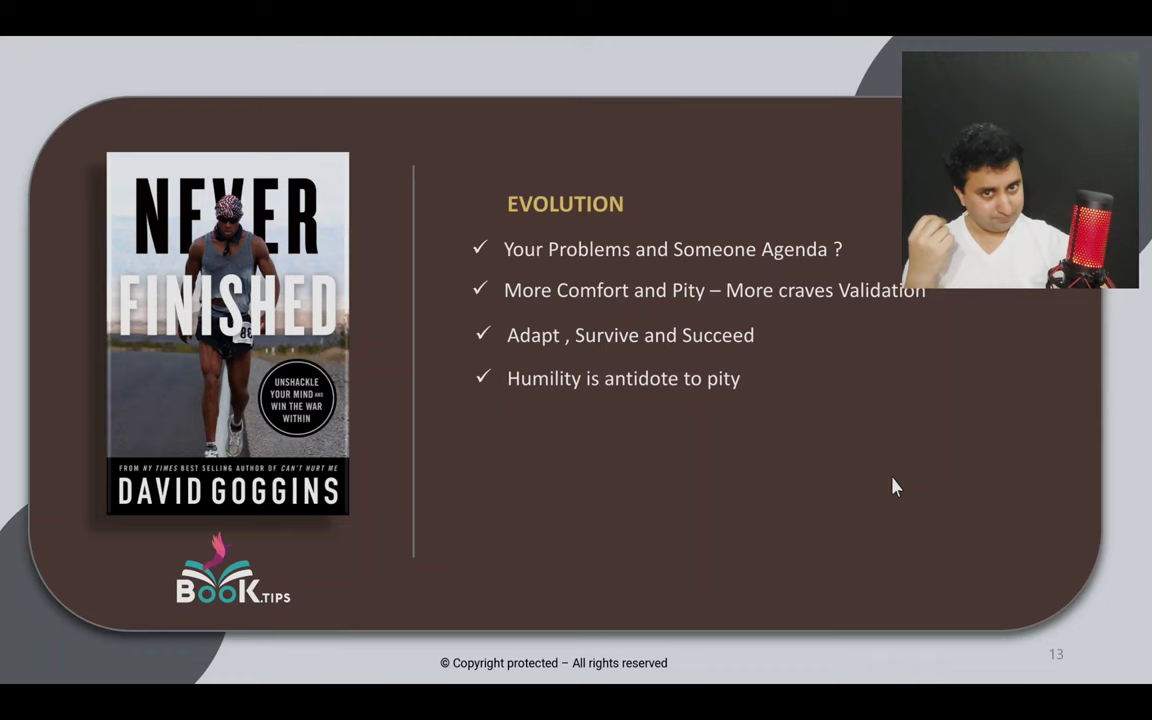 NEVER
FINISHED
UNSHACKLE
YOUR MIND AND
WIN THE WAR
WITHIN
FROM NY TIMES BEST SELLING AUTHOR OF CAN'T HURT ME
DAVID GOGGINS
BOOK.TIPS
EVOLUTION
✓ Your Problems and Someone Agenda ?
✓ More Comfort and Pity – More craves Validation
✓ Adapt , Survive and Succeed
✓ Humility is antidote to pity
© Copyright protected – All rights reserved
13